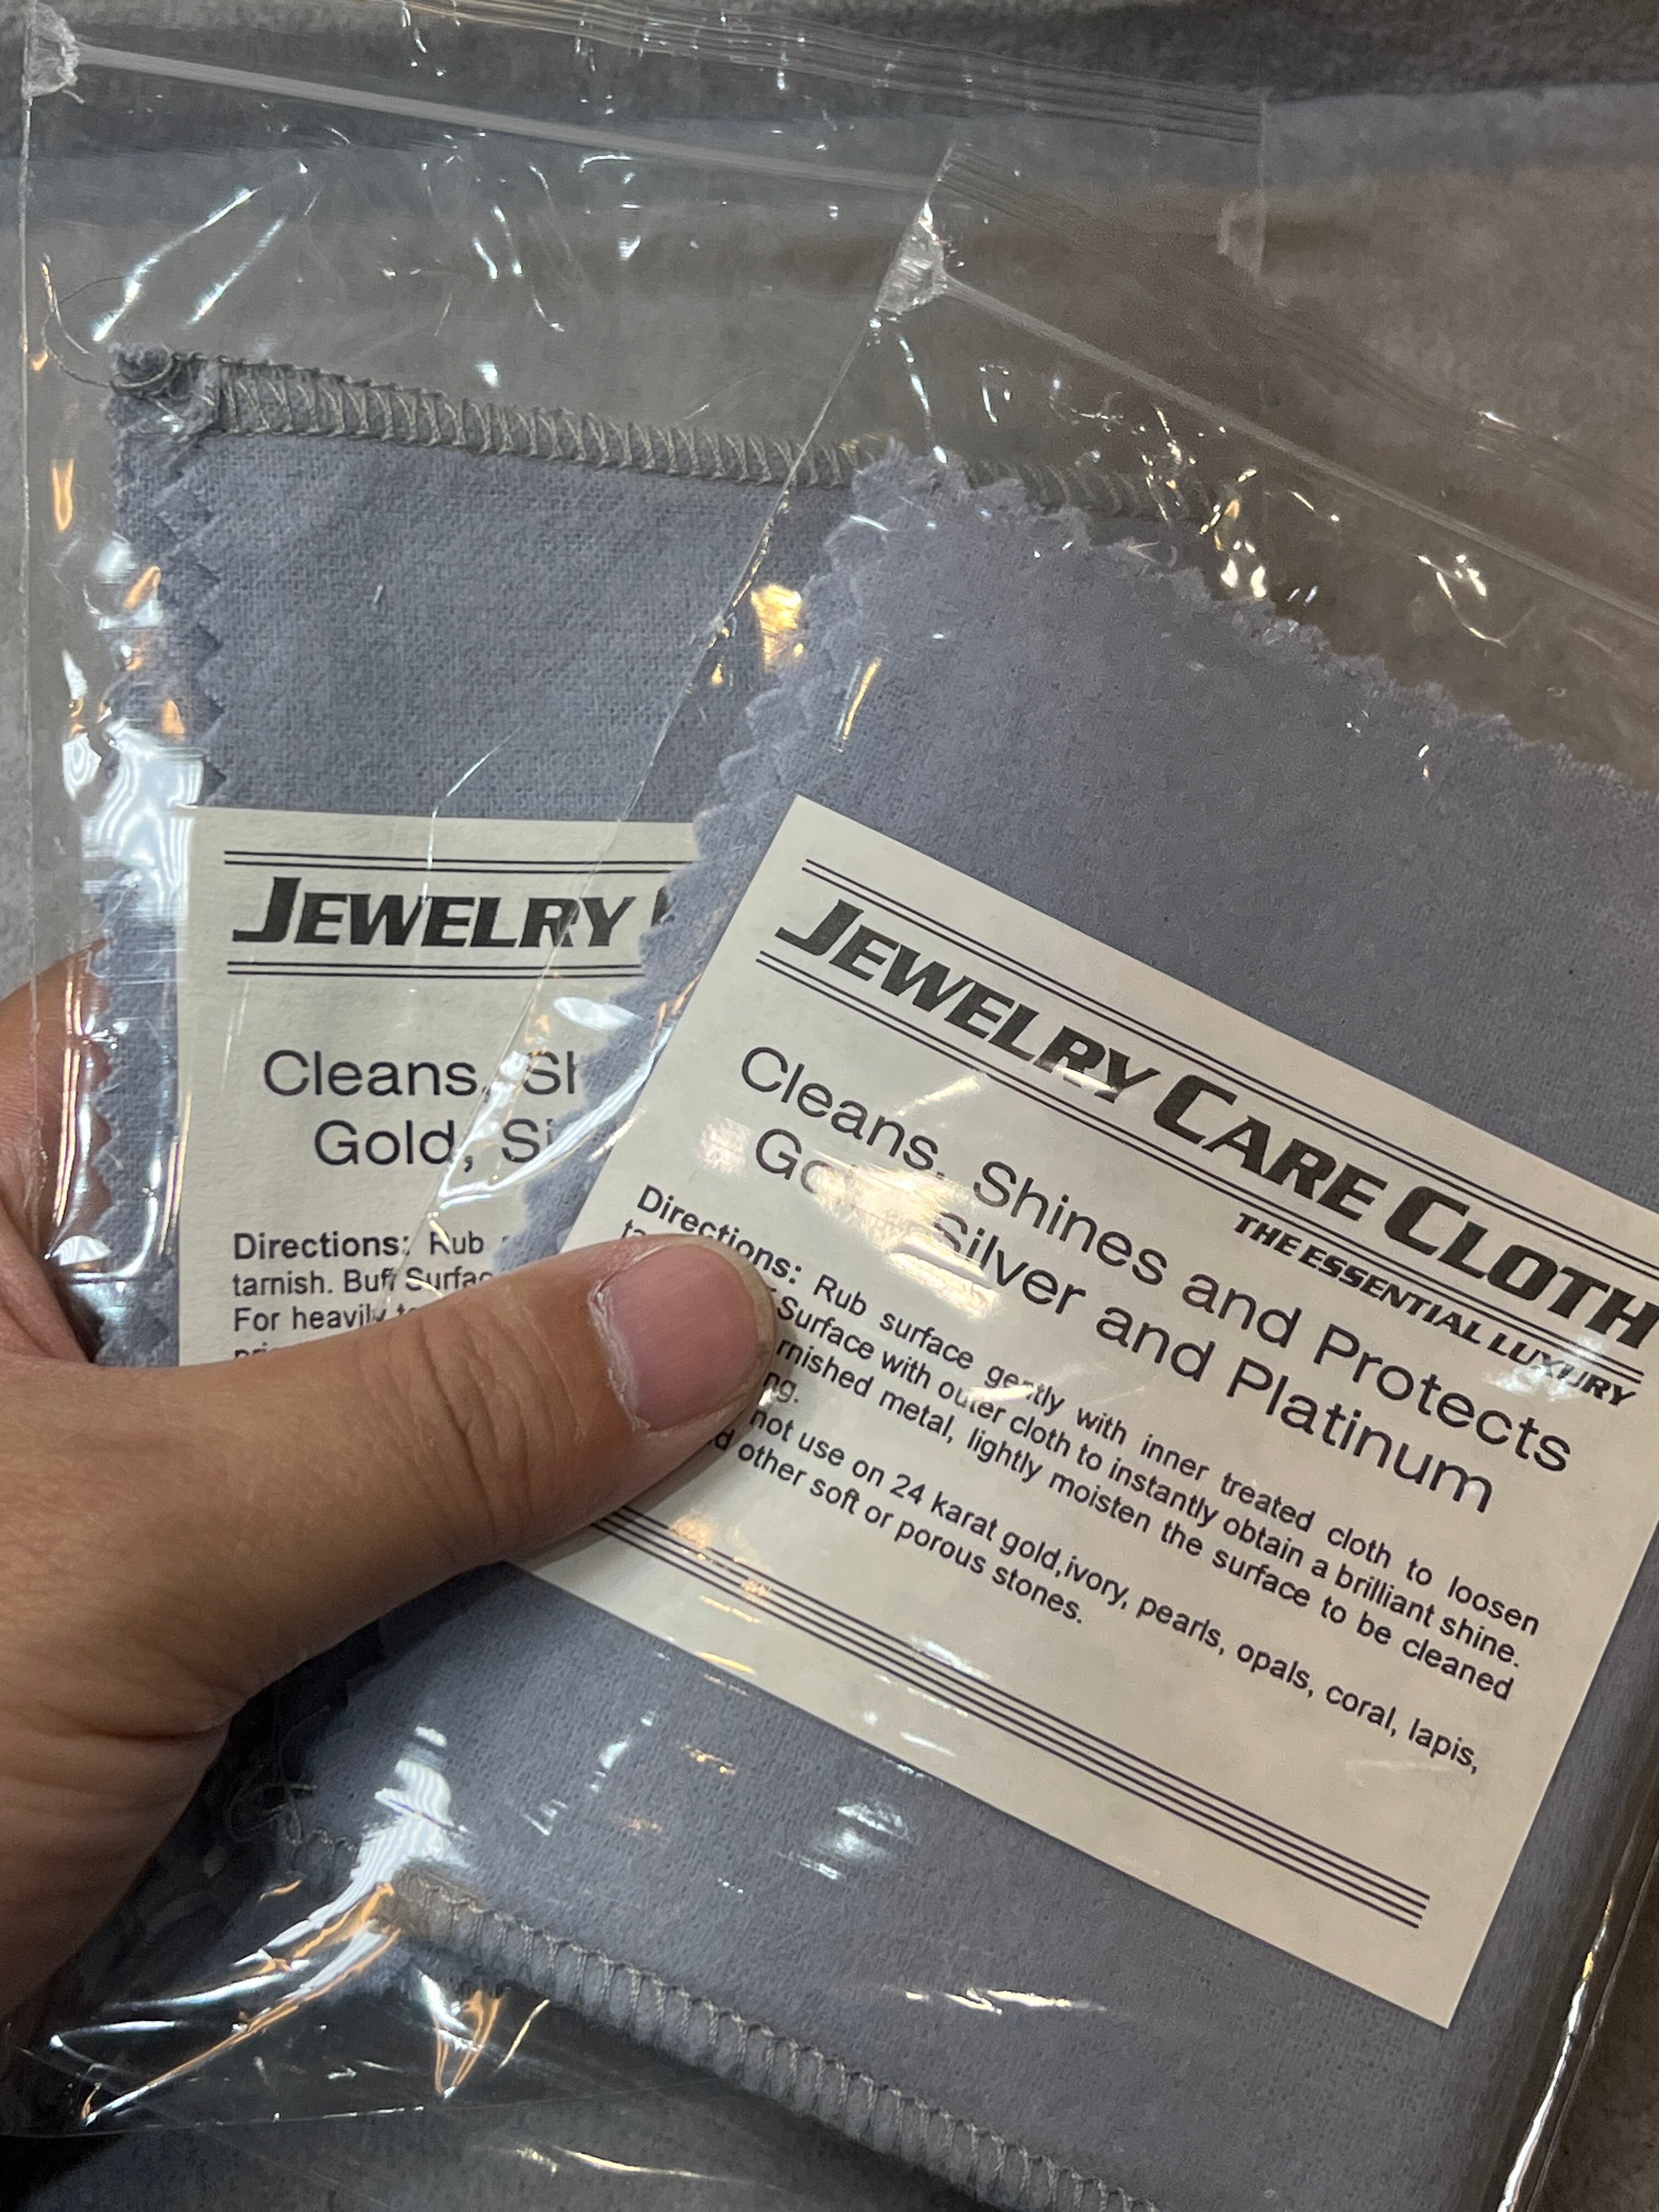 JEWELRY
Cleans, Sh
Gold, Si
Directions: Rub
tarnish. Buff Surfac
For heavily
JEWELRY CARE CLOTH
THE ESSENTIAL LUXURY
Cleans, Shines and Protects
Gold, Silver and Platinum
Directions: Rub surface gently with inner treated cloth to loosen
Surface with outer cloth to instantly obtain a brilliant shine.
rnished metal, lightly moisten the surface to be cleaned
ng.
not use on 24 karat gold,ivory, pearls, opals, coral, lapis,
d other soft or porous stones.